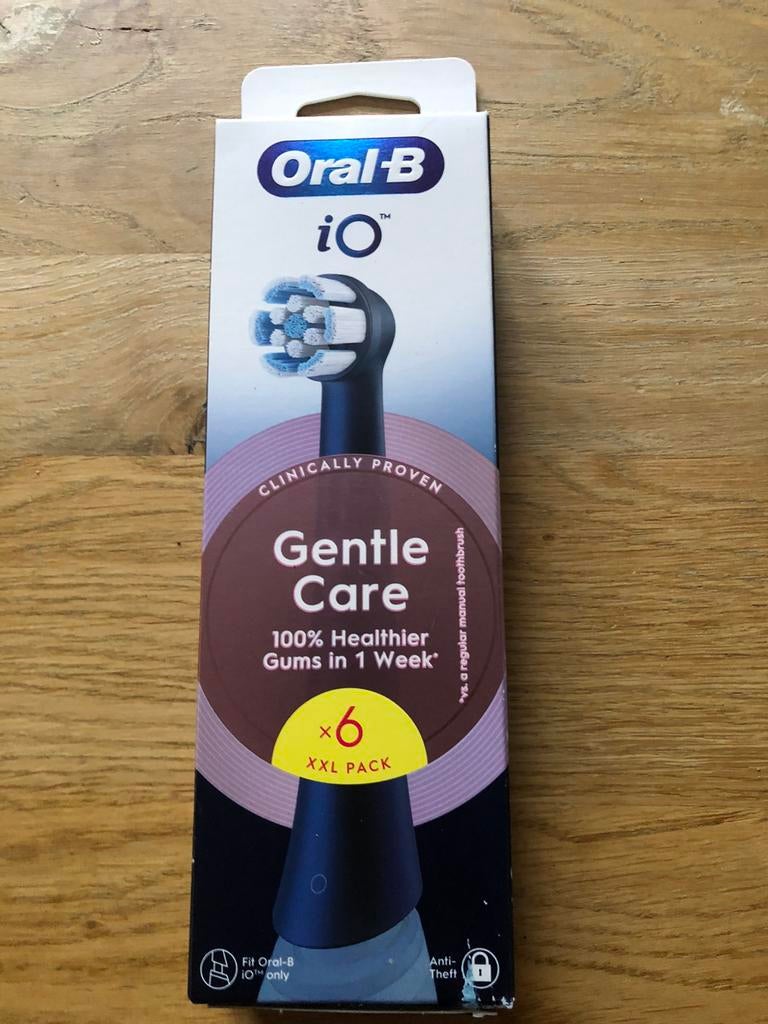 Oral-B
iO™
CLINICALLY PROVEN
Gentle
Care
100% Healthier
Gums in 1 Week*
*vs. a regular manual toothbrush
×6
XXL PACK
Fit Oral-B
iO™ only
Anti-
Theft